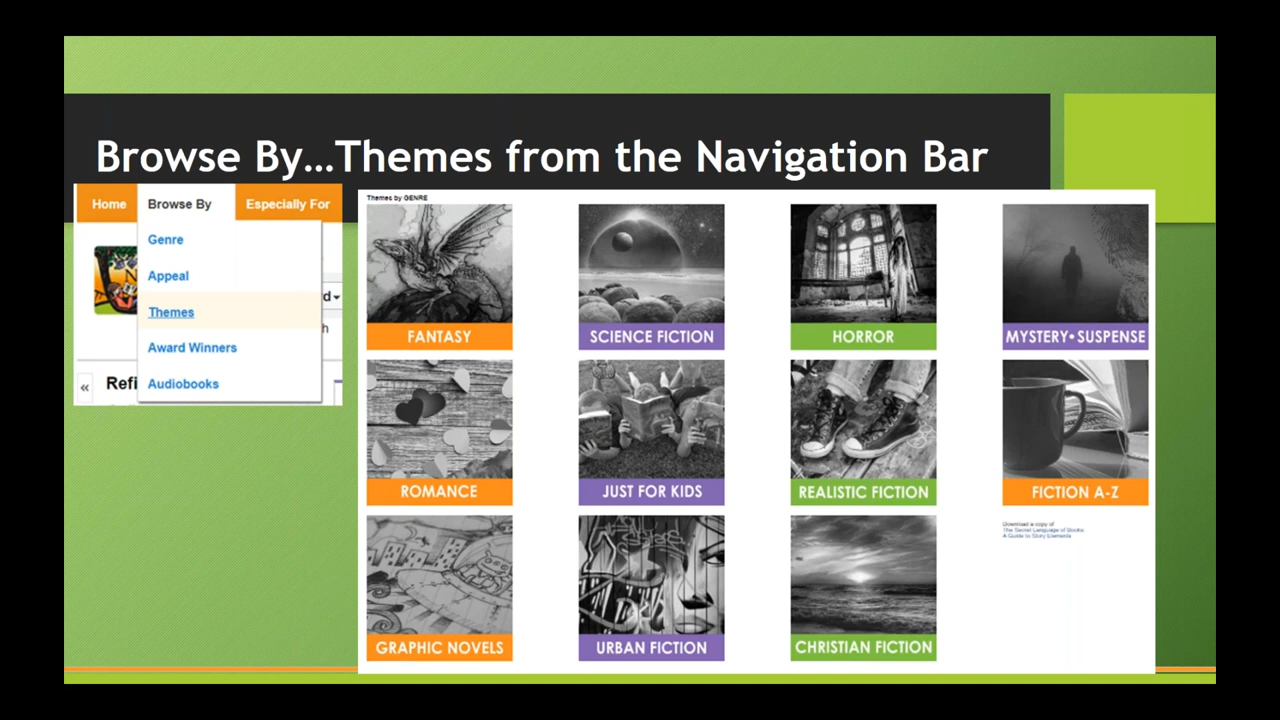 Browse By…Themes from the Navigation Bar
Home Browse By Especially For
Genre
Appeal
Themes
Award Winners
Audiobooks
Refi
Themes by GENRE
FANTASY
SCIENCE FICTION
HORROR
MYSTERY•SUSPENSE
ROMANCE
JUST FOR KIDS
REALISTIC FICTION
FICTION A-Z
GRAPHIC NOVELS
URBAN FICTION
CHRISTIAN FICTION
Download a copy of
The Secret Language of Books:
A Guide to Story Elements